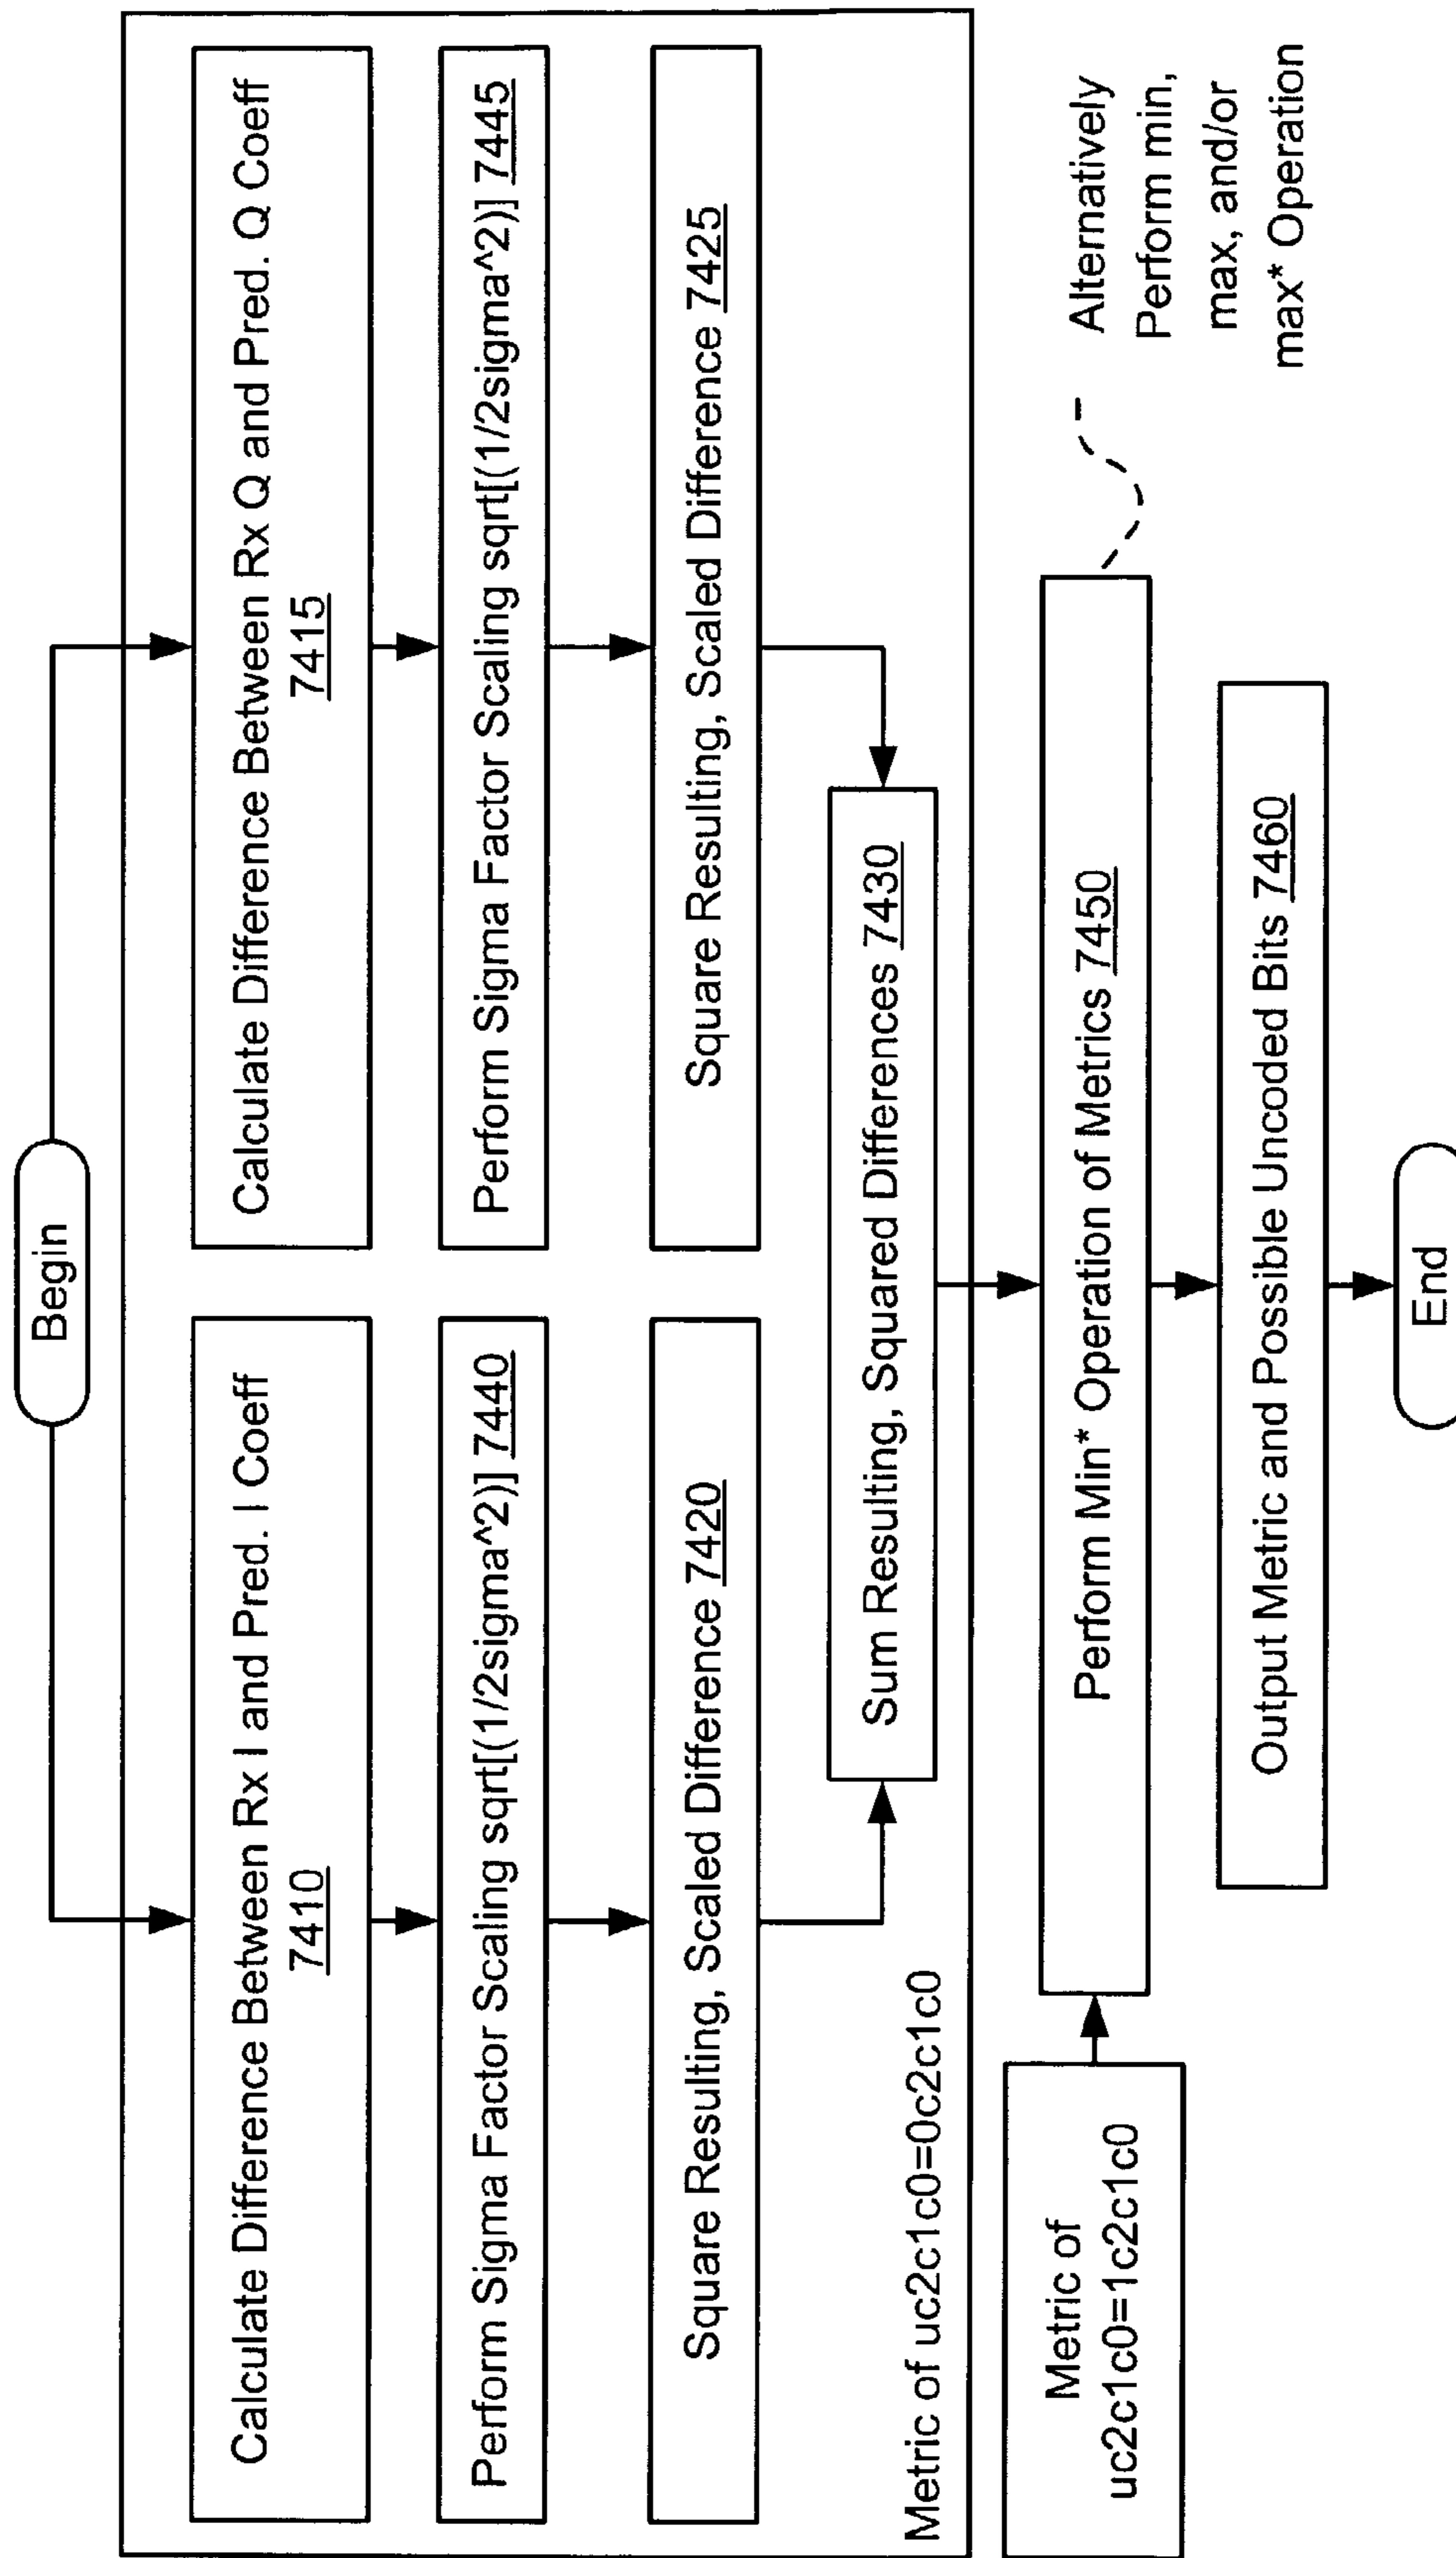 Begin
Calculate Difference Between Rx I and Pred. I Coeff
7410
Calculate Difference Between Rx Q and Pred. Q Coeff
7415
Perform Sigma Factor Scaling sqrt[(1/2sigma^2)] 7440
Perform Sigma Factor Scaling sqrt[(1/2sigma^2)] 7445
Square Resulting, Scaled Difference 7420
Square Resulting, Scaled Difference 7425
Sum Resulting, Squared Differences 7430
Metric of uc2c1c0=0c2c1c0
Metric of
uc2c1c0=1c2c1c0
Perform Min* Operation of Metrics 7450
Alternatively
Perform min,
max, and/or
max* Operation
Output Metric and Possible Uncoded Bits 7460
End